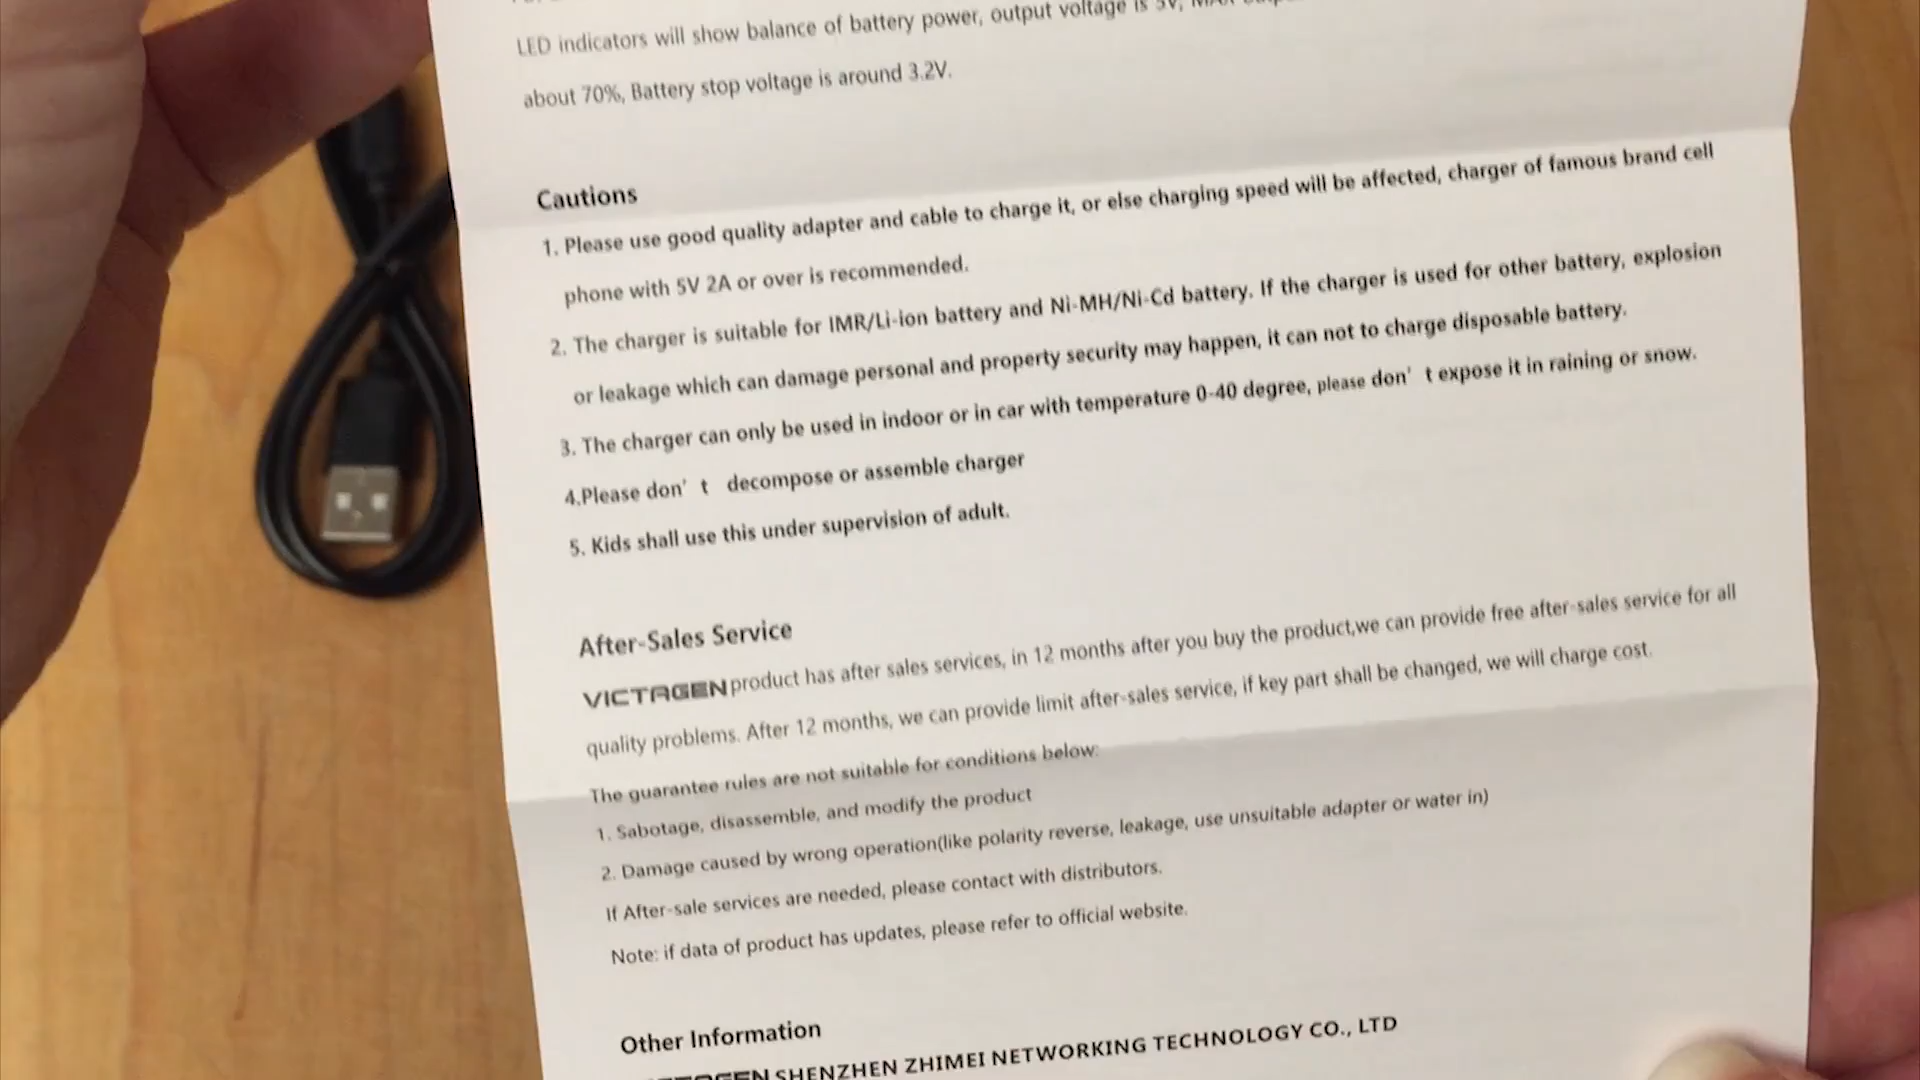 LED indicators will show balance of battery power, output voltage is 5V,
about 70%, Battery stop voltage is around 3.2V.
Cautions
1. Please use good quality adapter and cable to charge it, or else charging speed will be affected, charger of famous brand cell
phone with 5V 2A or over is recommended.
2. The charger is suitable for IMR/Li-ion battery and Ni-MH/Ni-Cd battery. If the charger is used for other battery, explosion
or leakage which can damage personal and property security may happen, it can not to charge disposable battery.
3. The charger can only be used in indoor or in car with temperature 0-40 degree, please don' t expose it in raining or snow.
4.Please don' t decompose or assemble charger
5. Kids shall use this under supervision of adult.
After-Sales Service
VICTAGEN product has after sales services, in 12 months after you buy the product,we can provide free after-sales service for all
quality problems. After 12 months, we can provide limit after-sales service, if key part shall be changed, we will charge cost.
The guarantee rules are not suitable for conditions below:
1. Sabotage, disassemble, and modify the product
2. Damage caused by wrong operation(like polarity reverse, leakage, use unsuitable adapter or water in)
If After-sale services are needed, please contact with distributors.
Note: if data of product has updates, please refer to official website.
Other Information
SHENZHEN ZHIMEI NETWORKING TECHNOLOGY CO., LTD